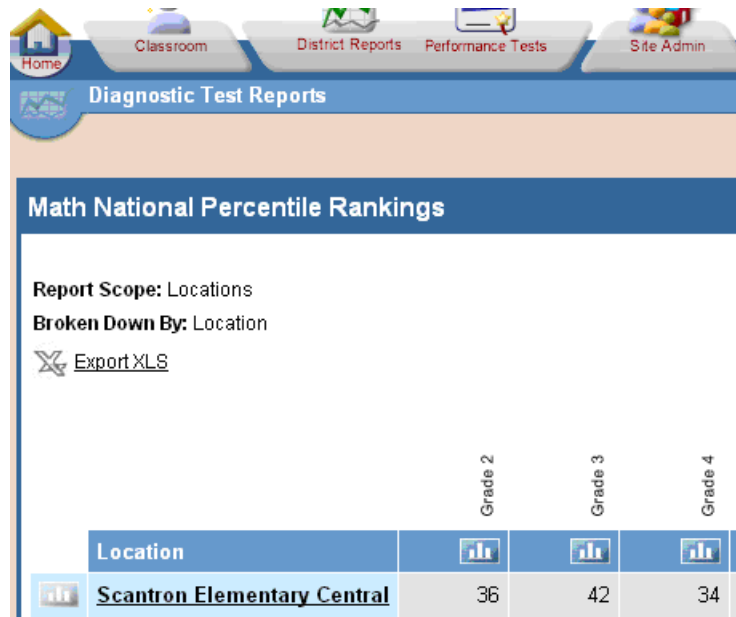 Home
Classroom
District Reports
Performance Tests
Site Admin
Diagnostic Test Reports
Math National Percentile Rankings
Report Scope: Locations
Broken Down By: Location
Export XLS
Grade 2
Grade 3
Grade 4
Location
Scantron Elementary Central 36 42 34